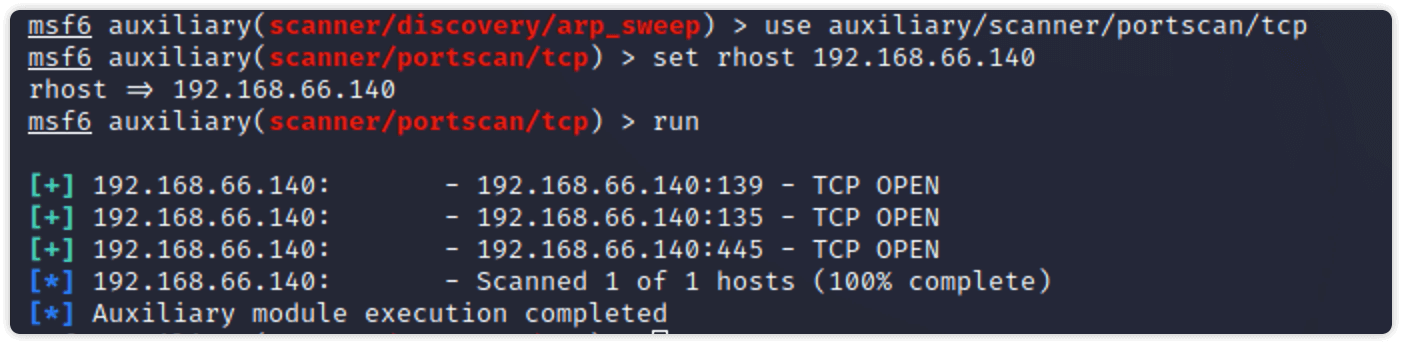 msf6 auxiliary(scanner/discovery/arp_sweep) > use auxiliary/scanner/portscan/tcp
msf6 auxiliary(scanner/portscan/tcp) > set rhost 192.168.66.140
rhost => 192.168.66.140
msf6 auxiliary(scanner/portscan/tcp) > run
[+] 192.168.66.140:       - 192.168.66.140:139 - TCP OPEN
[+] 192.168.66.140:       - 192.168.66.140:135 - TCP OPEN
[+] 192.168.66.140:       - 192.168.66.140:445 - TCP OPEN
[*] 192.168.66.140:       - Scanned 1 of 1 hosts (100% complete)
[*] Auxiliary module execution completed